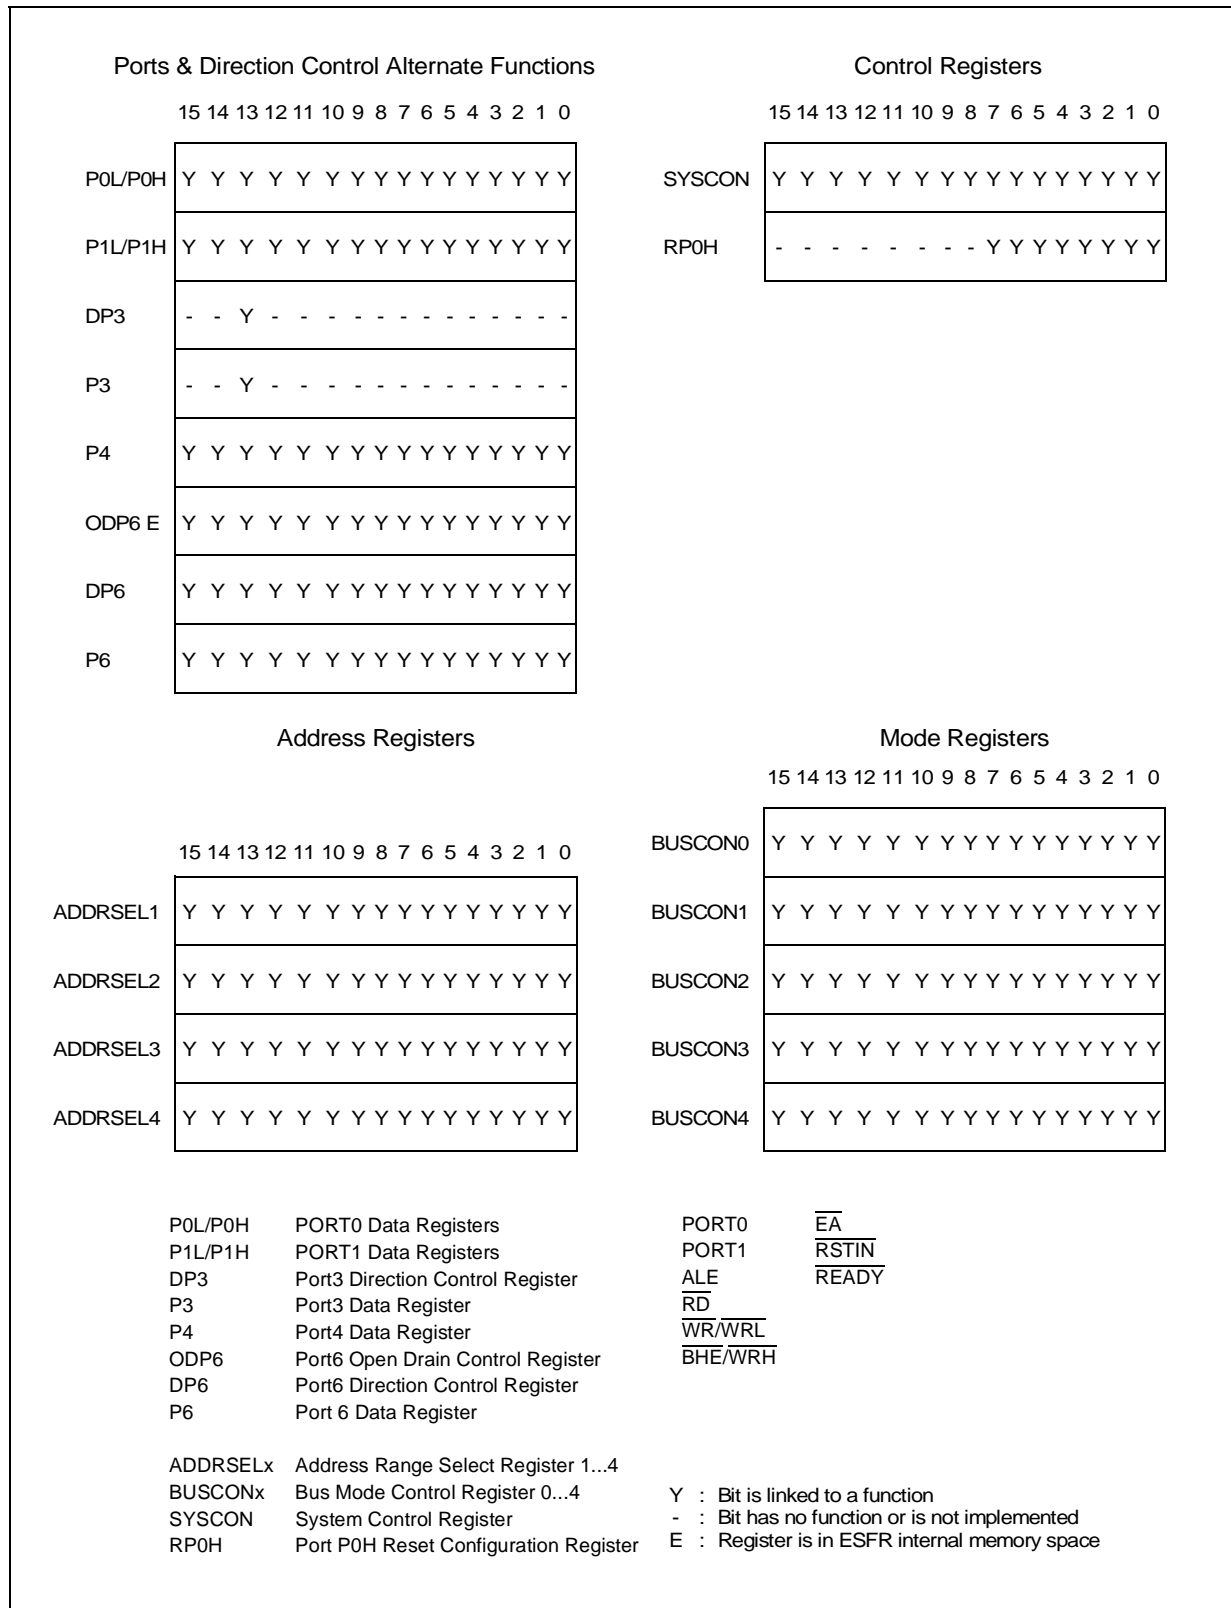 Ports & Direction Control Alternate Functions
15 14 13 12 11 10 9 8 7 6 5 4 3 2 1 0
P0L/P0H Y Y Y Y Y Y Y Y Y Y Y Y Y Y Y Y
P1L/P1H Y Y Y Y Y Y Y Y Y Y Y Y Y Y Y Y
DP3 - - Y - - - - - - - - - - - - -
P3 - - Y - - - - - - - - - - - - -
P4 Y Y Y Y Y Y Y Y Y Y Y Y Y Y Y Y
ODP6 E Y Y Y Y Y Y Y Y Y Y Y Y Y Y Y Y
DP6 Y Y Y Y Y Y Y Y Y Y Y Y Y Y Y Y
P6 Y Y Y Y Y Y Y Y Y Y Y Y Y Y Y Y
Control Registers
15 14 13 12 11 10 9 8 7 6 5 4 3 2 1 0
SYSCON Y Y Y Y Y Y Y Y Y Y Y Y Y Y Y Y
RP0H - - - - - - - - Y Y Y Y Y Y Y Y
Address Registers
15 14 13 12 11 10 9 8 7 6 5 4 3 2 1 0
ADDRSEL1 Y Y Y Y Y Y Y Y Y Y Y Y Y Y Y Y
ADDRSEL2 Y Y Y Y Y Y Y Y Y Y Y Y Y Y Y Y
ADDRSEL3 Y Y Y Y Y Y Y Y Y Y Y Y Y Y Y Y
ADDRSEL4 Y Y Y Y Y Y Y Y Y Y Y Y Y Y Y Y
Mode Registers
15 14 13 12 11 10 9 8 7 6 5 4 3 2 1 0
BUSCON0 Y Y Y Y Y Y Y Y Y Y Y Y Y Y Y Y
BUSCON1 Y Y Y Y Y Y Y Y Y Y Y Y Y Y Y Y
BUSCON2 Y Y Y Y Y Y Y Y Y Y Y Y Y Y Y Y
BUSCON3 Y Y Y Y Y Y Y Y Y Y Y Y Y Y Y Y
BUSCON4 Y Y Y Y Y Y Y Y Y Y Y Y Y Y Y Y
P0L/P0H PORT0 Data Registers
P1L/P1H PORT1 Data Registers
DP3 Port3 Direction Control Register
P3 Port3 Data Register
P4 Port4 Data Register
ODP6 Port6 Open Drain Control Register
DP6 Port6 Direction Control Register
P6 Port 6 Data Register
ADDRSELx Address Range Select Register 1...4
BUSCONx Bus Mode Control Register 0...4
SYSCON System Control Register
RP0H Port P0H Reset Configuration Register
PORT0 EA
PORT1 RSTIN
ALE READY
RD
WR/WRL
BHE/WRH
Y : Bit is linked to a function
- : Bit has no function or is not implemented
E : Register is in ESFR internal memory space